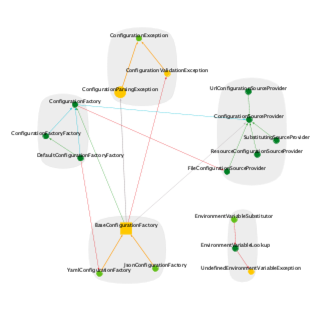 ConfigurationException
ConfigurationValidationException
ConfigurationParsingException
UrlConfigurationSourceProvider
ConfigurationFactory
ConfigurationSourceProvider
ConfigurationFactoryFactory
SubstitutingSourceProvider
ResourceConfigurationSourceProvider
DefaultConfigurationFactoryFactory
FileConfigurationSourceProvider
EnvironmentVariableSubstitutor
BaseConfigurationFactory
EnvironmentVariableLookup
JsonConfigurationFactory
YamlConfigurationFactory
UndefinedEnvironmentVariableException